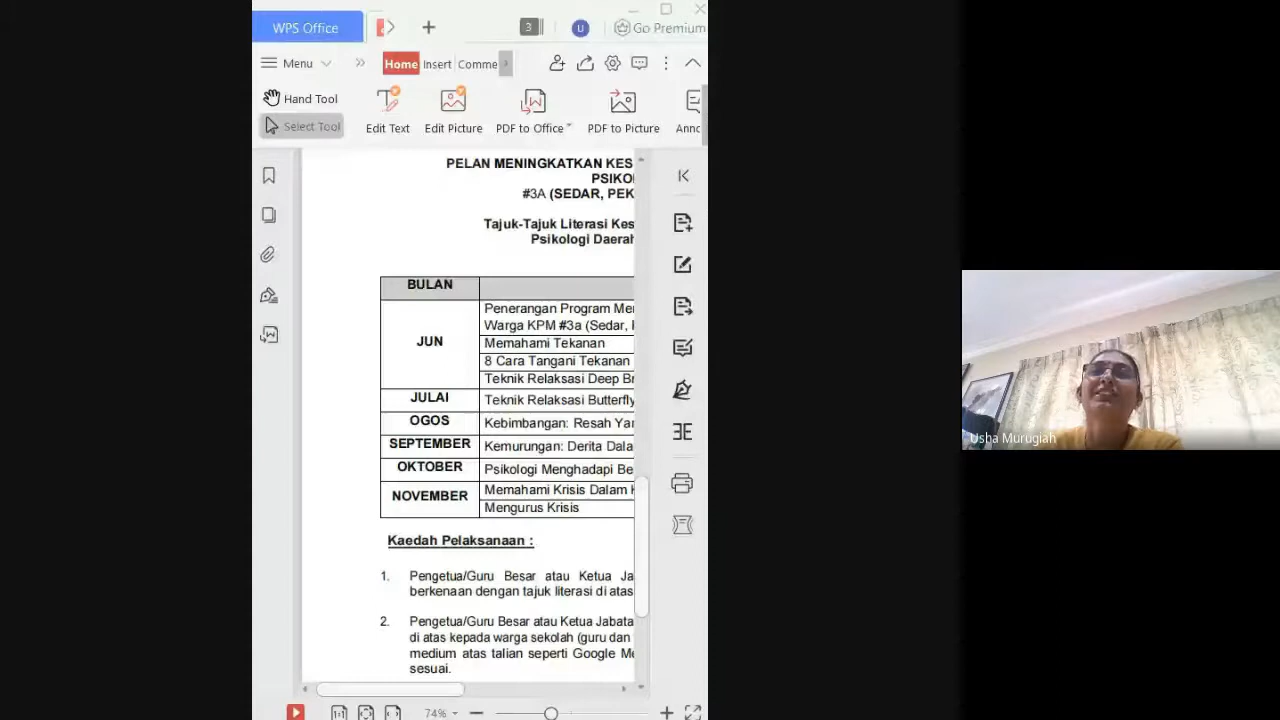 WPS Office
3
U
Go Premium
Menu
Home
Insert
Comme
Hand Tool
Select Tool
Edit Text
Edit Picture
PDF to Office
PDF to Picture
Annc
PELAN MENINGKATKAN KES
PSIKO
#3A (SEDAR, PEK
Tajuk-Tajuk Literasi Kes
Psikologi Daerah
BULAN
JUN
Penerangan Program Men
Warga KPM #3a (Sedar,
Memahami Tekanan
8 Cara Tangani Tekanan
Teknik Relaksasi Deep Br
JULAI
Teknik Relaksasi Butterfly
OGOS
Kebimbangan: Resah Yan
SEPTEMBER
Kemurungan: Derita Dala
OKTOBER
Psikologi Menghadapi Be
NOVEMBER
Memahami Krisis Dalam K
Mengurus Krisis
Kaedah Pelaksanaan :
1. Pengetua/Guru Besar atau Ketua Ja
berkenaan dengan tajuk literasi di atas
2. Pengetua/Guru Besar atau Ketua Jabata
di atas kepada warga sekolah (guru dan
medium atas talian seperti Google Me
sesuai.
74%
Usha Murugiah